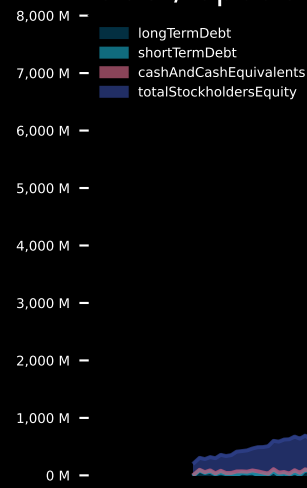 8,000 M
longTermDebt
shortTermDebt
7,000 M
cashAndCashEquivalents
totalStockholdersEquity
6,000 M
5,000 M
4,000 M
3,000 M
2,000 M
1,000 M
0 M